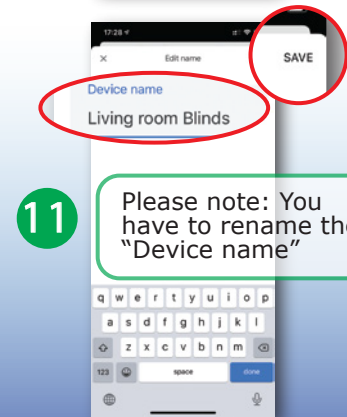 17:28
× Edit name SAVE
Device name
Living room Blinds
11
Please note: You
have to rename the
“Device name”
q w e r t y u i o p
a s d f g h j k l
z x c v b n m
123 space done